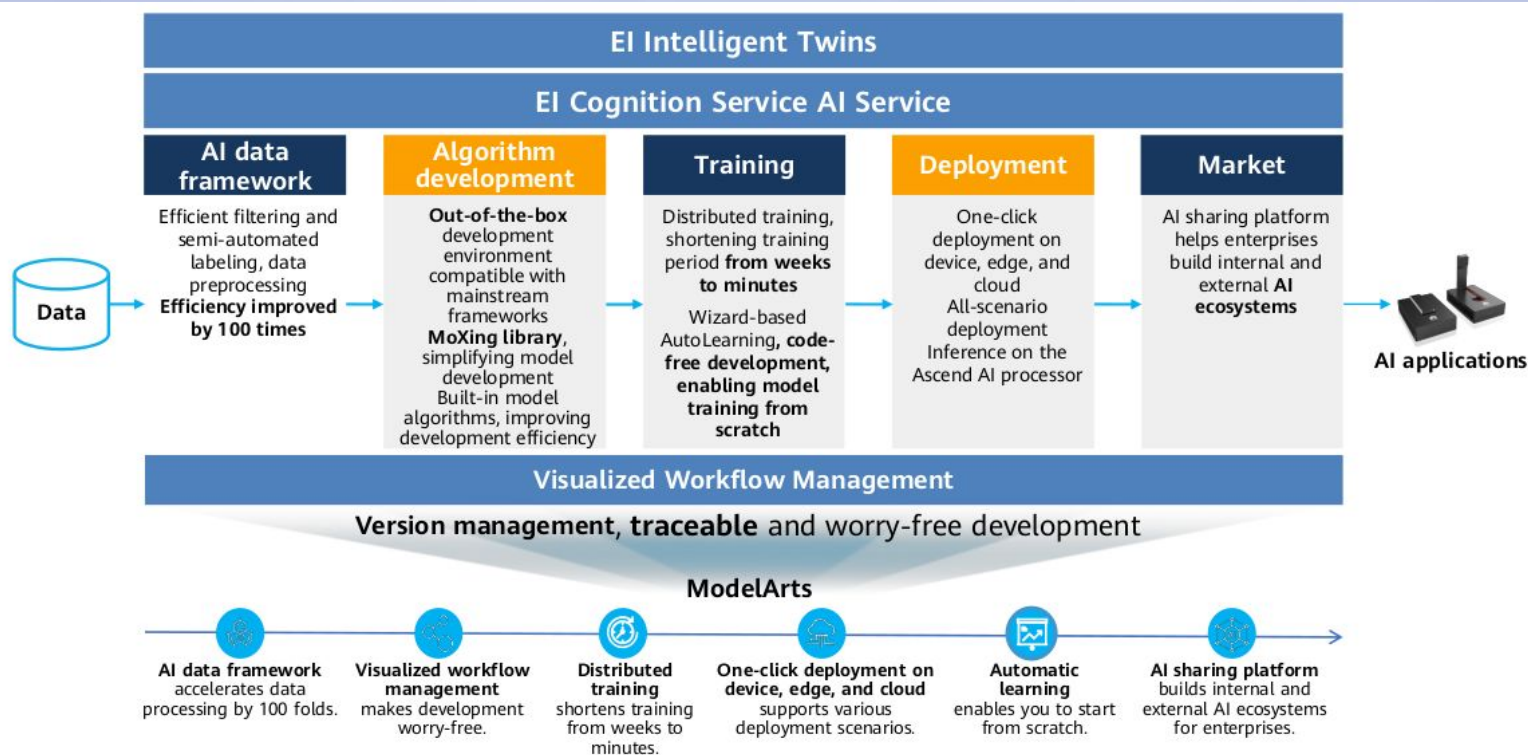 EI Intelligent Twins
EI Cognition Service AI Service
AI data
framework
Efficient filtering and
semi-automated
labeling, data
preprocessing
Efficiency improved
by 100 times
Algorithm
development
Out-of-the-box
development
environment
compatible with
mainstream
frameworks
MoXing library,
simplifying model
development
Built-in model
algorithms, improving
development efficiency
Training
Distributed training,
shortening training
period from weeks
to minutes
Wizard-based
AutoLearning, code-
free development,
enabling model
training from
scratch
Deployment
One-click
deployment on
device, edge, and
cloud
All-scenario
deployment
Inference on the
Ascend AI processor
Market
AI sharing platform
helps enterprises
build internal and
external AI
ecosystems
Data
AI applications
Visualized Workflow Management
Version management, traceable and worry-free development
ModelArts
AI data framework
accelerates data
processing by 100 folds.
Visualized workflow
management
makes development
worry-free.
Distributed
training
shortens training
from weeks to
minutes.
One-click deployment on
device, edge, and cloud
supports various
deployment scenarios.
Automatic
learning
enables you to start
from scratch.
AI sharing platform
builds internal and
external AI ecosystems
for enterprises.